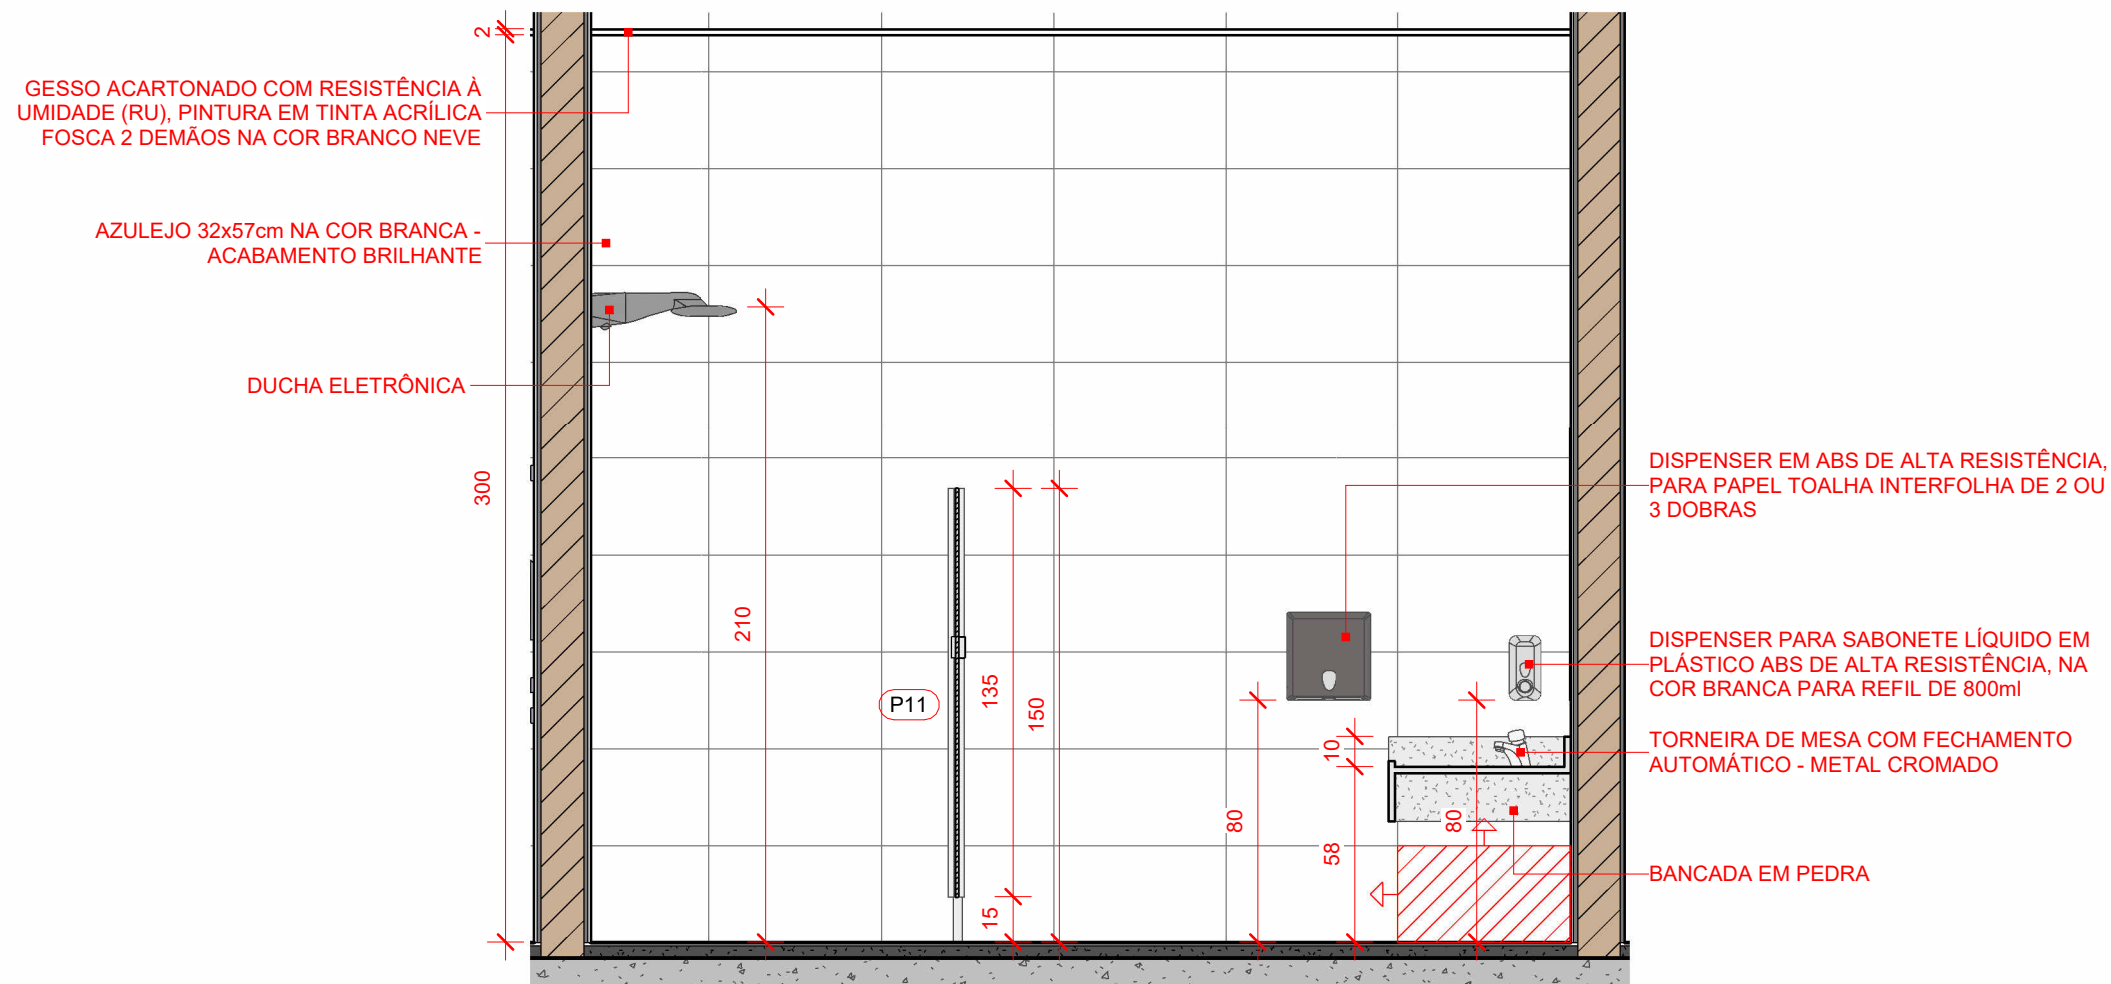 2
GESSO ACARTONADO COM RESISTÊNCIA À
UMIDADE (RU), PINTURA EM TINTA ACRÍLICA
FOSCA 2 DEMÃOS NA COR BRANCO NEVE
AZULEJO 32x57cm NA COR BRANCA -
ACABAMENTO BRILHANTE
DUCHA ELETRÔNICA
300
210
P11
135
150
15
80
10
58
80
DISPENSER EM ABS DE ALTA RESISTÊNCIA,
PARA PAPEL TOALHA INTERFOLHA DE 2 OU
3 DOBRAS
DISPENSER PARA SABONETE LÍQUIDO EM
PLÁSTICO ABS DE ALTA RESISTÊNCIA, NA
COR BRANCA PARA REFIL DE 800ml
TORNEIRA DE MESA COM FECHAMENTO
AUTOMÁTICO - METAL CROMADO
BANCADA EM PEDRA